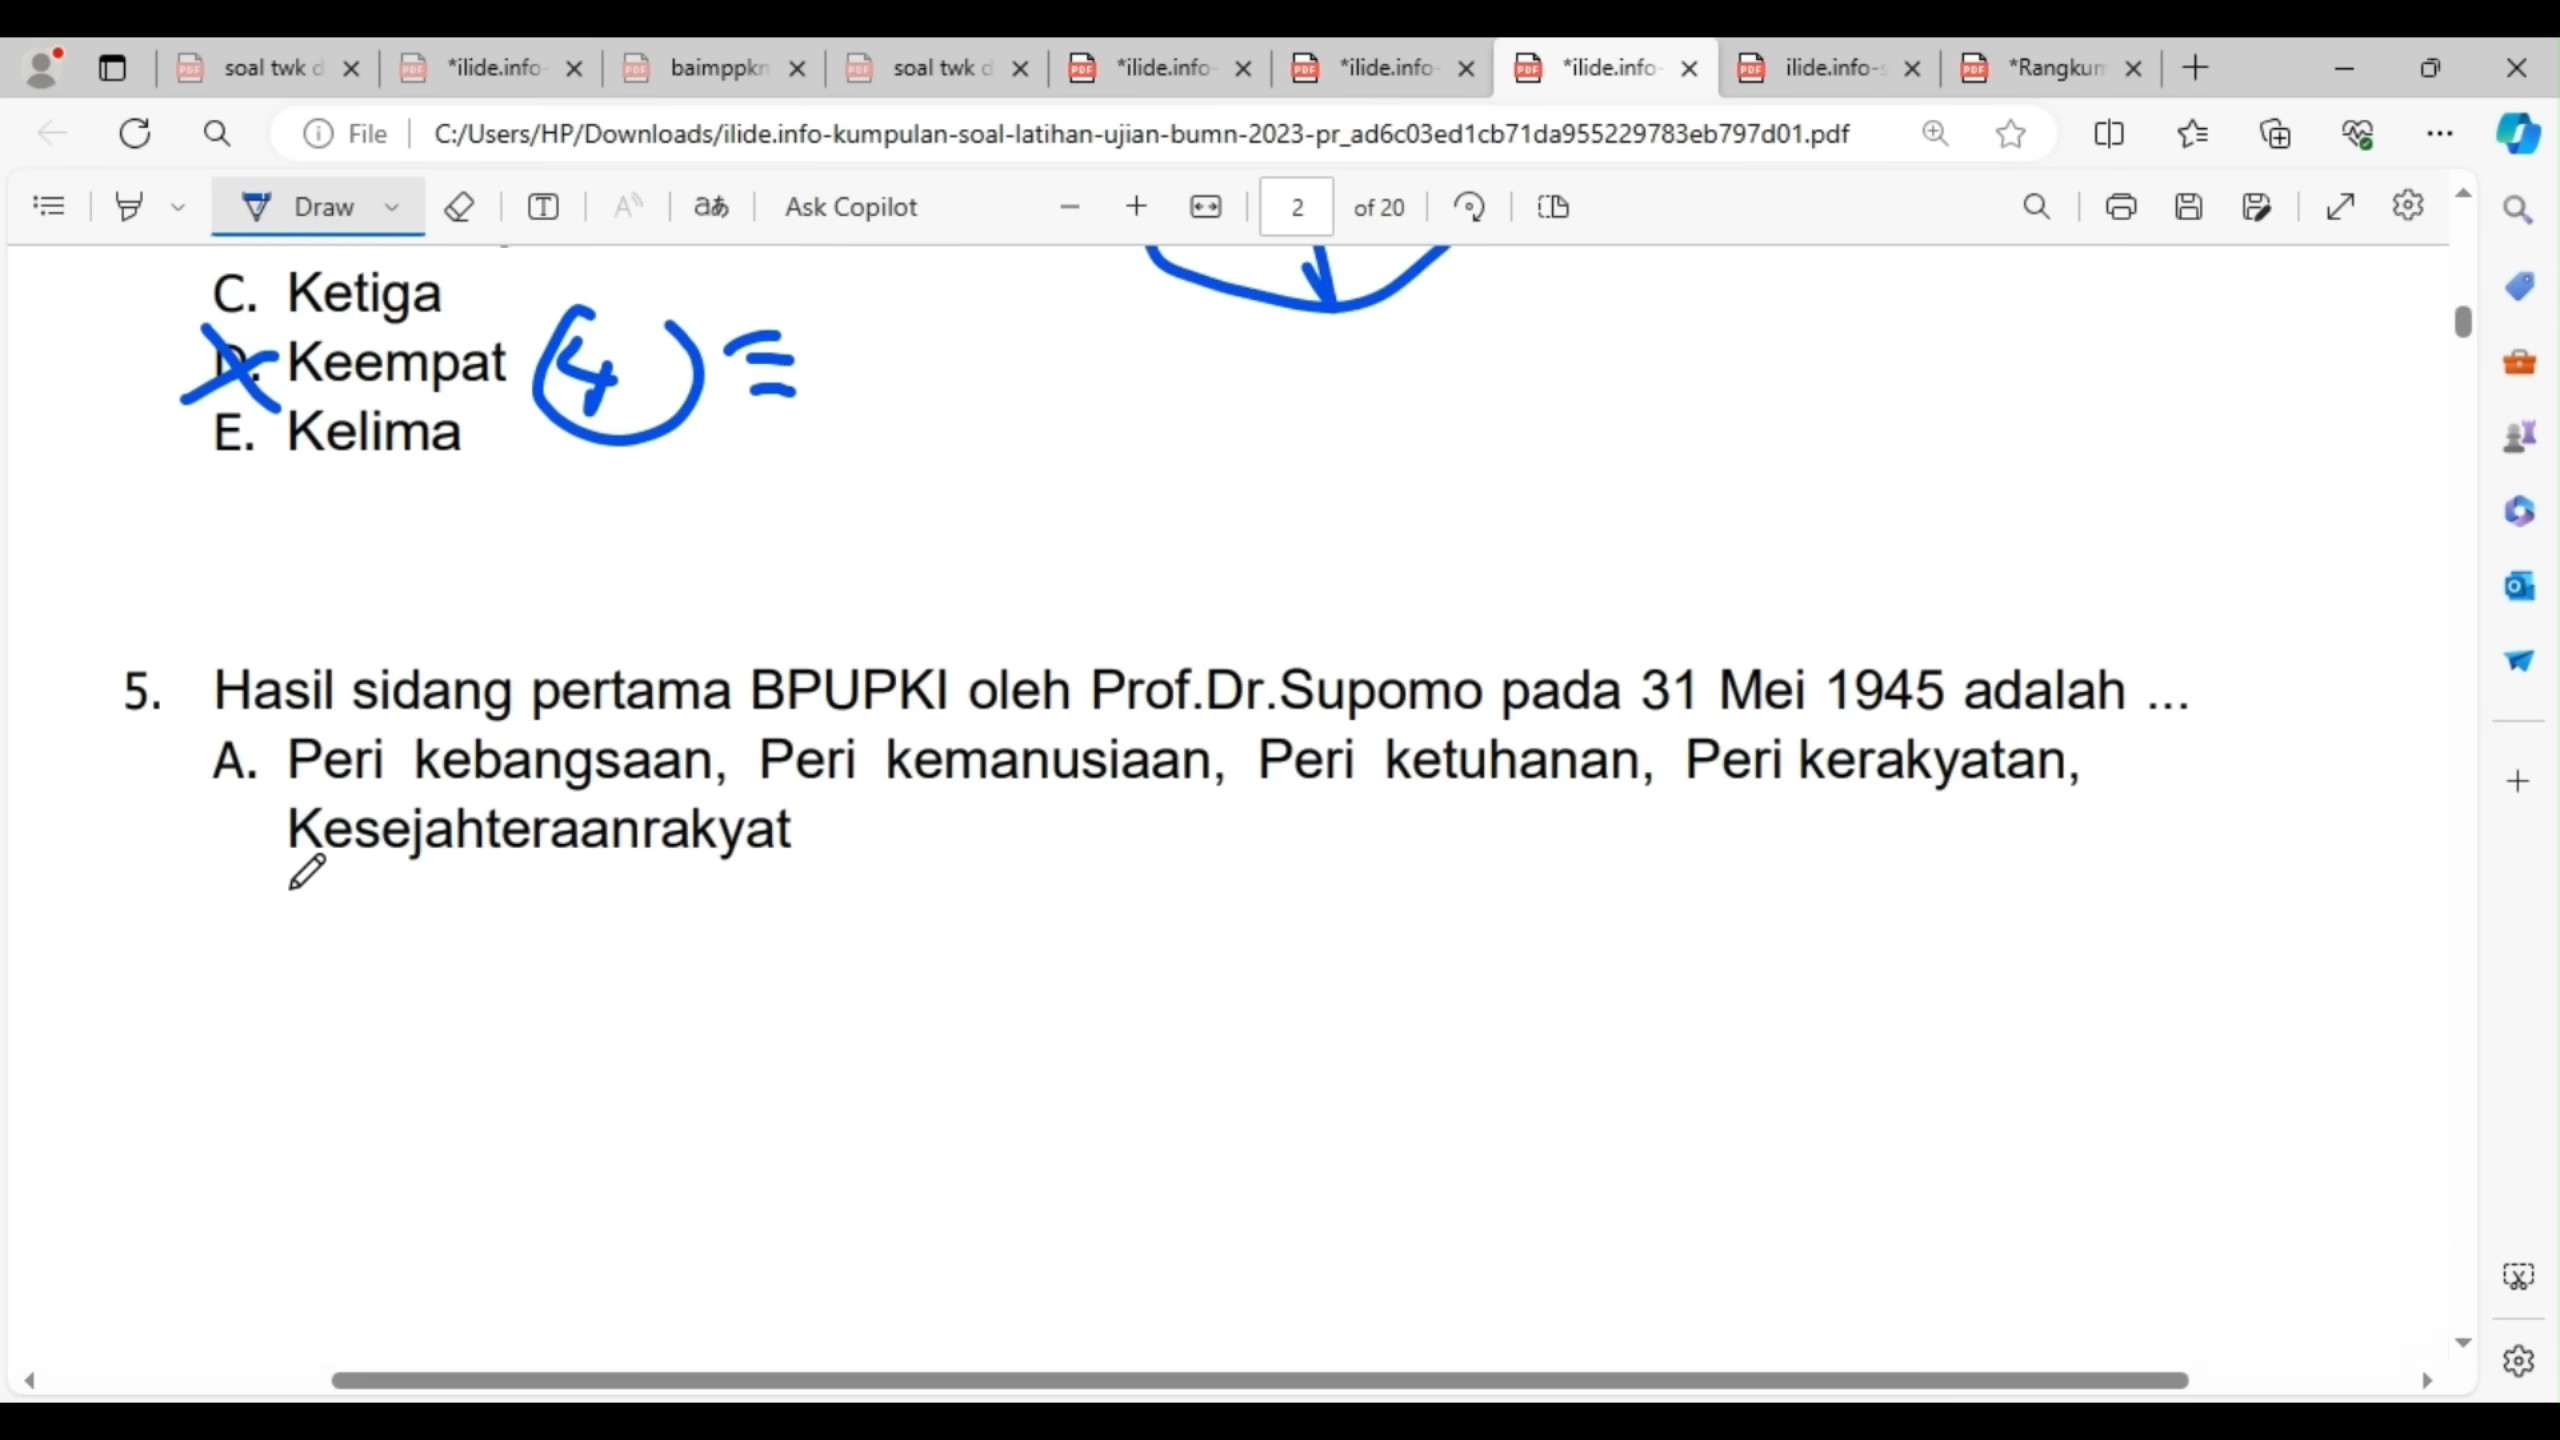 soal twk d
*ilide.info-
baimppkn
soal twk d
*ilide.info-
*ilide.info-
*ilide.info-
ilide.info-s
*Rangkum
File
C:/Users/HP/Downloads/ilide.info-kumpulan-soal-latihan-ujian-bumn-2023-pr_ad6c03ed1cb71da955229783eb797d01.pdf
Draw
aあ
Ask Copilot
2
of 20
C. Ketiga
D. Keempat (4) =
E. Kelima
5. Hasil sidang pertama BPUPKI oleh Prof.Dr.Supomo pada 31 Mei 1945 adalah ...
A. Peri kebangsaan, Peri kemanusiaan, Peri ketuhanan, Peri kerakyatan,
Kesejahteraanrakyat